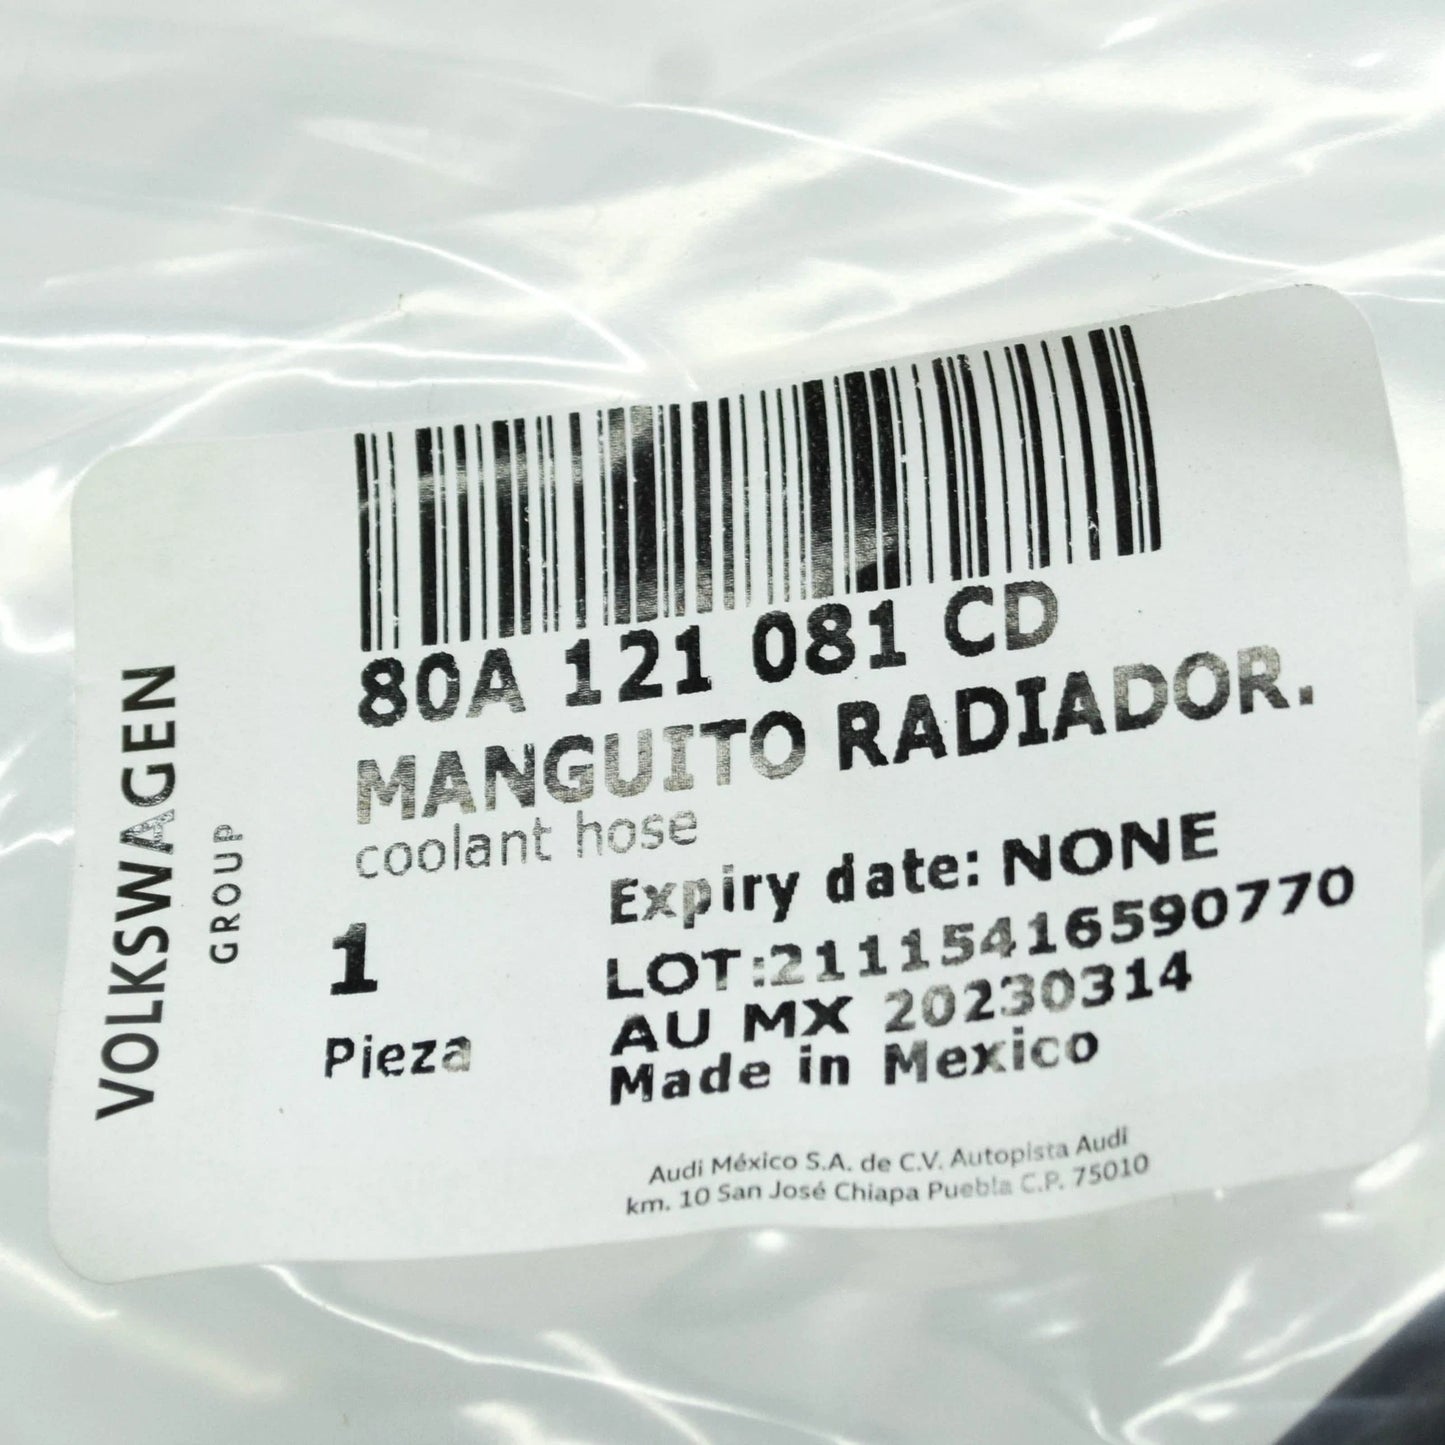 VOLKSWAGEN
GROUP
80A 121 081 CD
MANGUITO RADIADOR.
coolant hose
Expiry date: NONE
1
LOT:21115416590770
AU MX 20230314
Pieza
Made in Mexico
Audi México S.A. de C.V. Autopista Audi
km. 10 San José Chiapa Puebla C.P. 75010